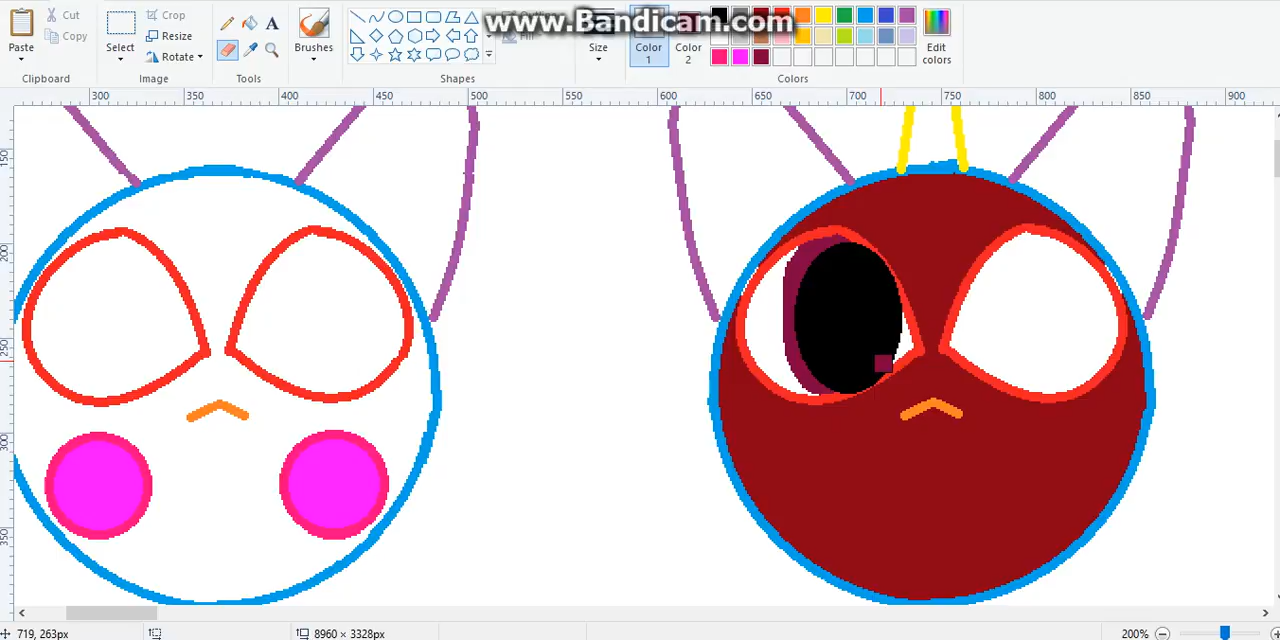 www.Bandicam.com
Paste
Cut
Copy
Clipboard
Select
Crop
Resize
Rotate
Image
A
Tools
Brushes
Shapes
Outline
Fill
Size
Color
1
Color
2
Edit
colors
Colors
300 350 400 450 500 550 600 650 700 750 800 850 900
150
200
250
300
350
719, 263px
8960 × 3328px
200%